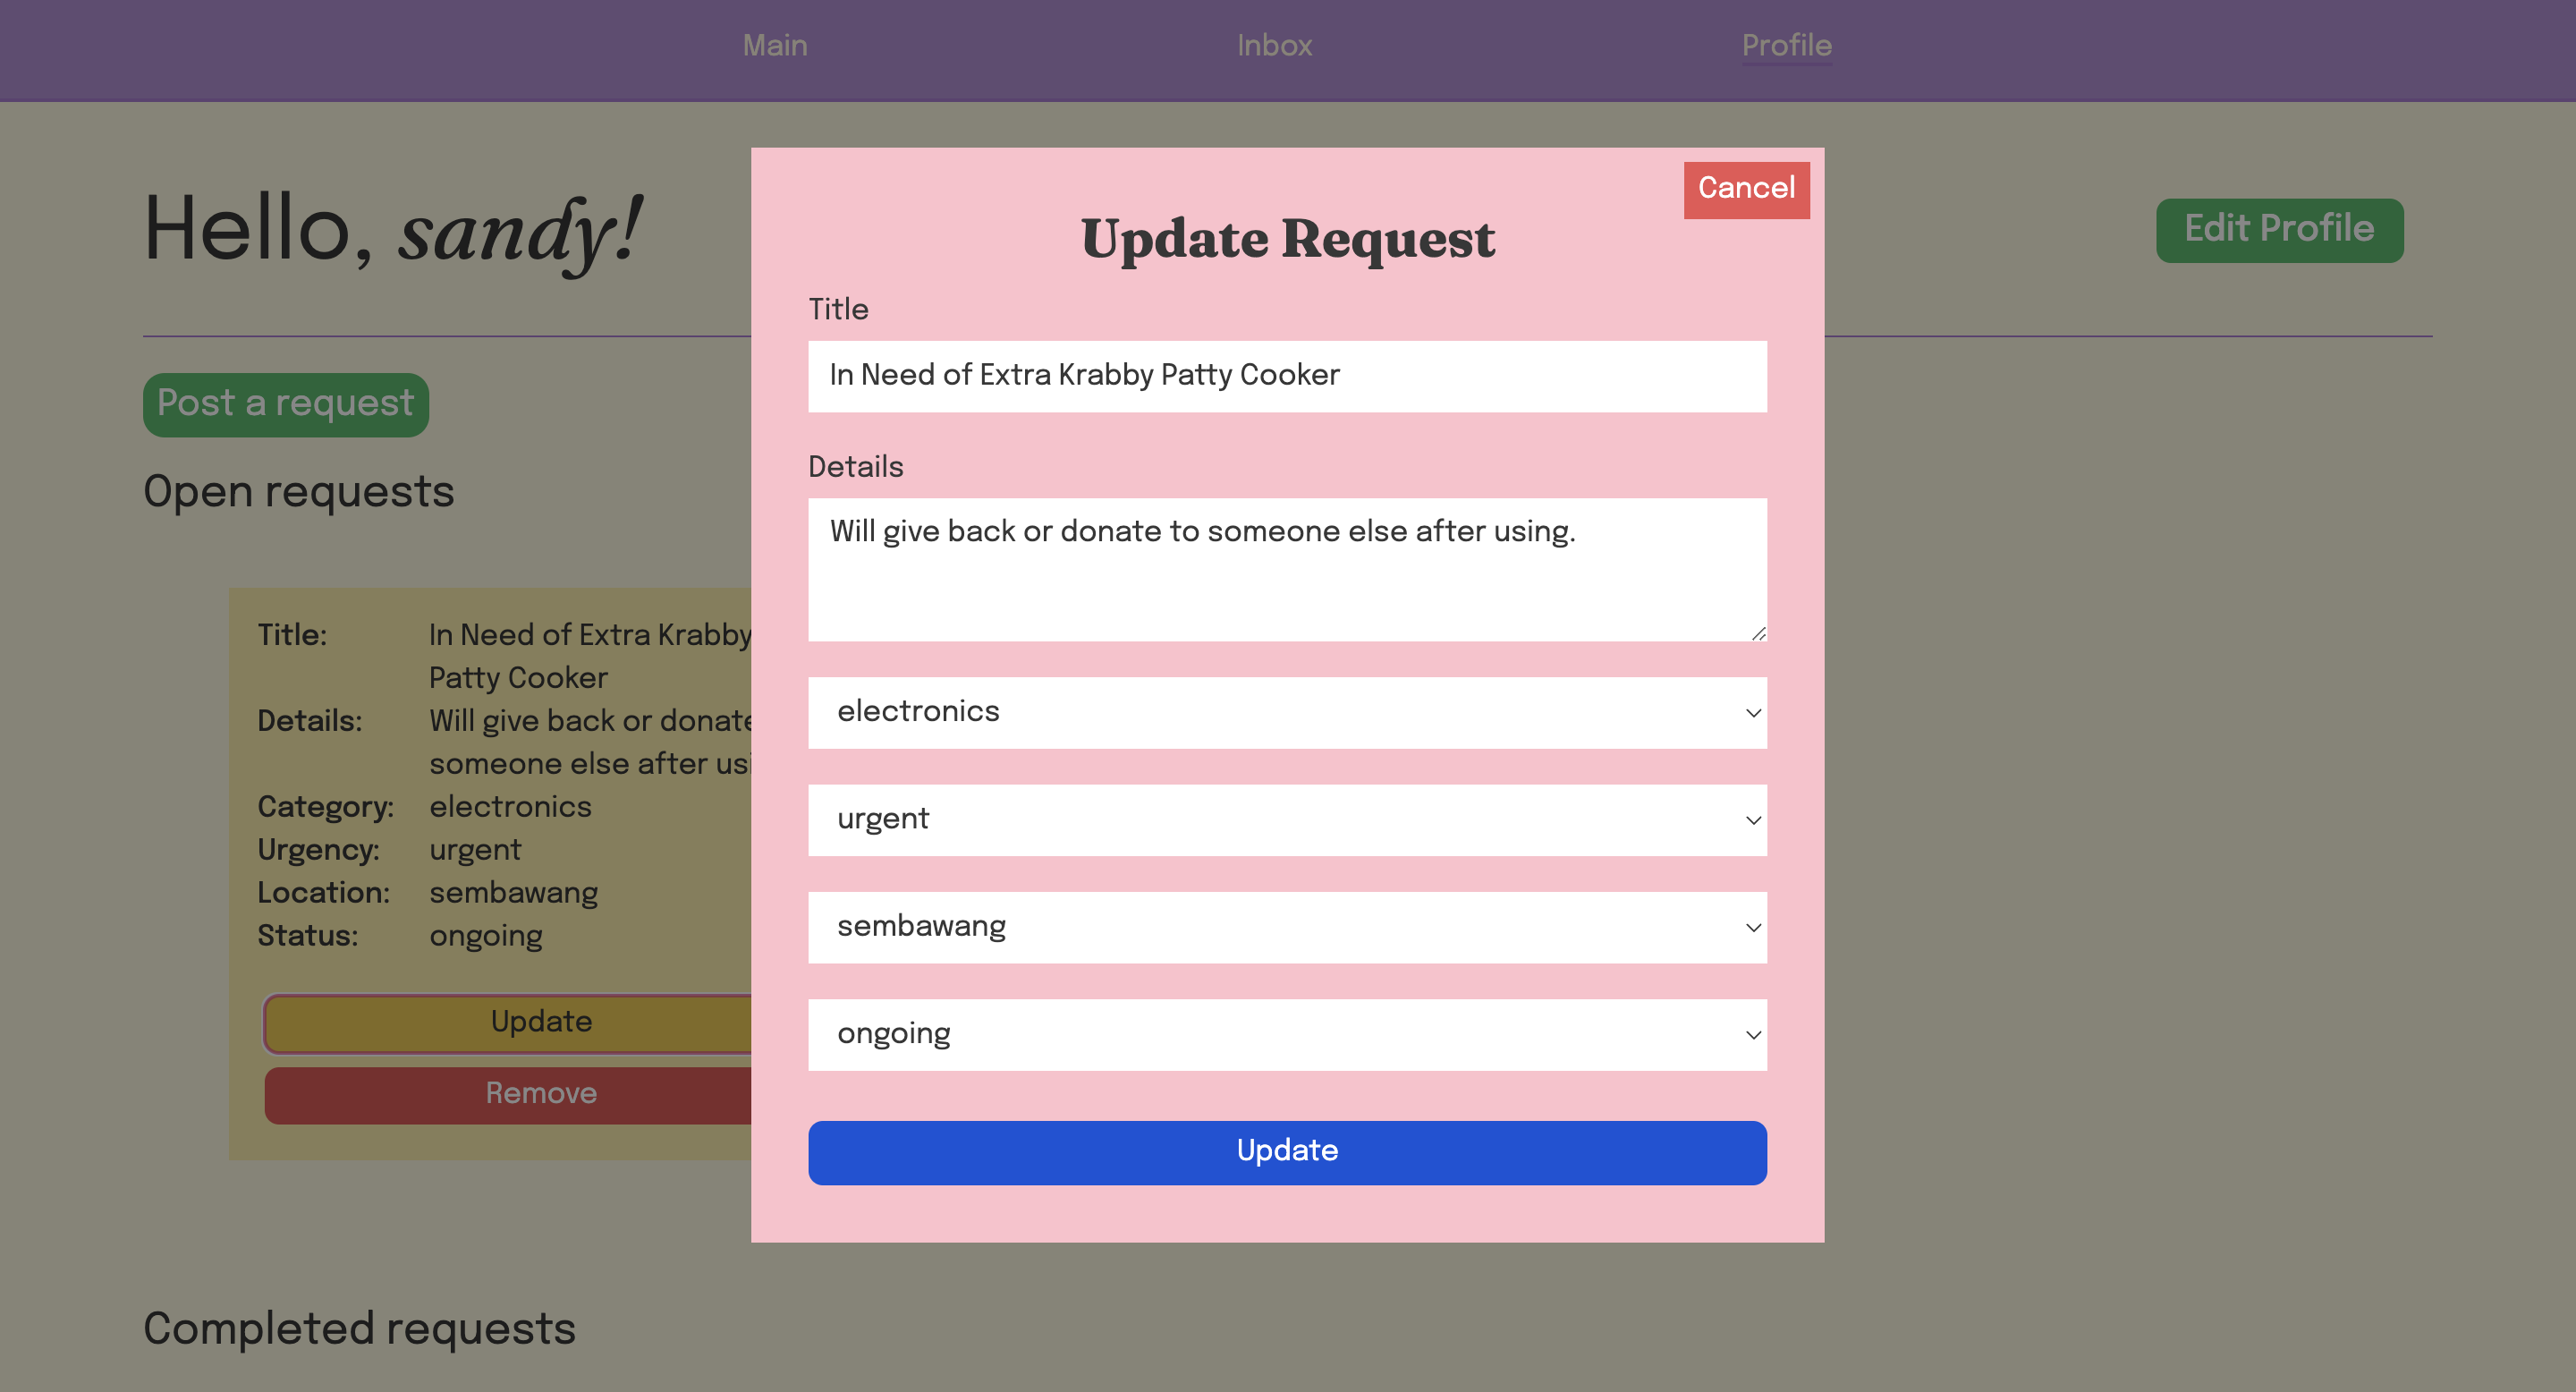 Main
Inbox
Profile
Hello, sandy!
Edit Profile
Post a request
Open requests
Title:
In Need of Extra Krabby
Patty Cooker
Details:
Will give back or donate
someone else after usi
Category:
electronics
Urgency:
urgent
Location:
sembawang
Status:
ongoing
Update
Remove
Completed requests
Cancel
Update Request
Title
In Need of Extra Krabby Patty Cooker
Details
Will give back or donate to someone else after using.
electronics
urgent
sembawang
ongoing
Update